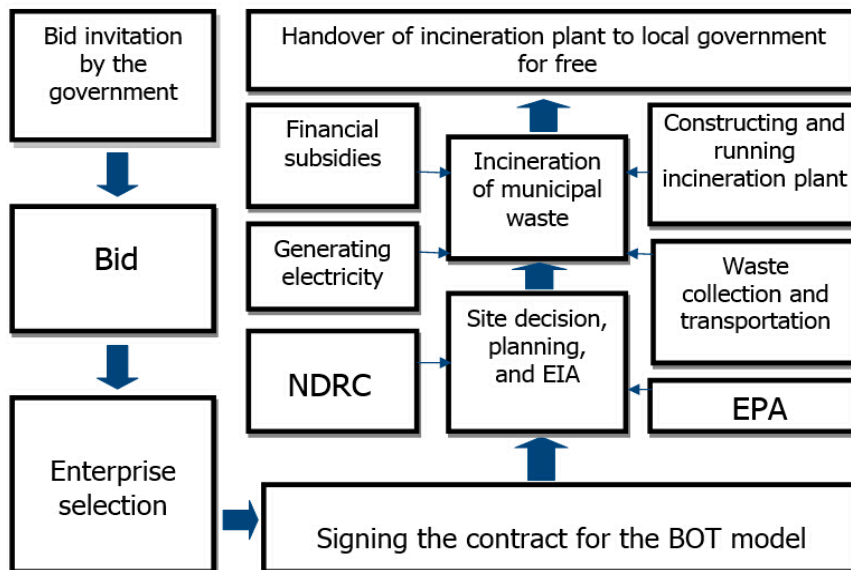 Bid invitation
by the
government
Handover of incineration plant to local government
for free
Financial
subsidies
Incineration
of municipal
waste
Constructing and
running
incineration plant
Bid
Generating
electricity
Waste
collection and
transportation
Site decision,
planning,
and EIA
NDRC
EPA
Enterprise
selection
Signing the contract for the BOT model